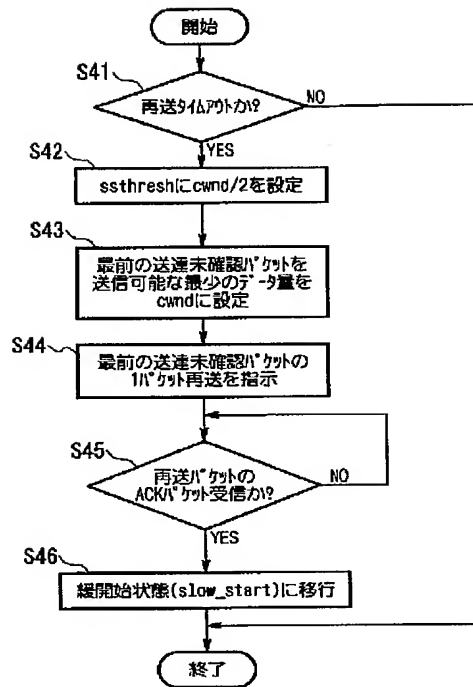 開始
S41
再送タイムアウトか?
NO
YES
S42
ssthreshにcwnd/2を設定
S43
最前の送達未確認パケットを
送信可能な最少のデータ量を
cwndに設定
S44
最前の送達未確認パケットの
1パケット再送を指示
S45
再送パケットの
ACKパケット受信か?
NO
YES
S46
緩開始状態(slow_start)に移行
終了